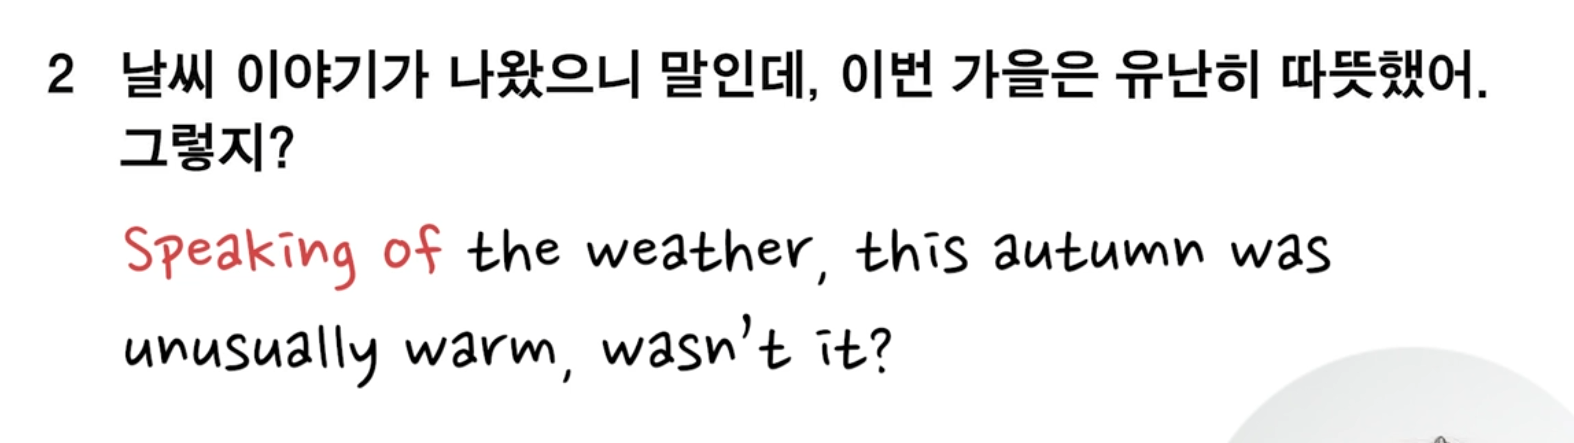 2 날씨 이야기가 나왔으니 말인데, 이번 가을은 유난히 따뜻했어.
그렇지?
Speaking of the weather, this autumn was
unusually warm, wasn't it?